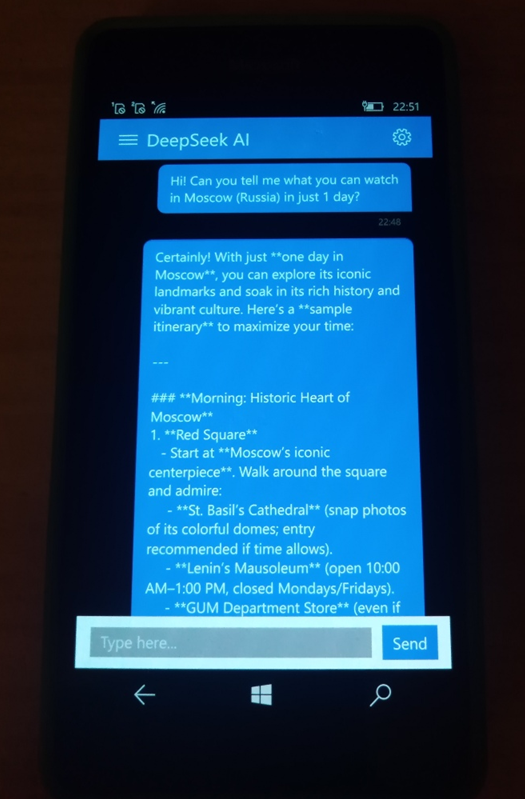 22:51
DeepSeek AI
Hi! Can you tell me what you can watch
in Moscow (Russia) in just 1 day?
22:48
Certainly! With just **one day in
Moscow**, you can explore its iconic
landmarks and soak in its rich history and
vibrant culture. Here's a **sample
itinerary** to maximize your time:
---
### **Morning: Historic Heart of
Moscow**
1. **Red Square**
- Start at **Moscow's iconic
centerpiece**. Walk around the square
and admire:
- **St. Basil's Cathedral** (snap photos
of its colorful domes; entry
recommended if time allows).
- **Lenin's Mausoleum** (open 10:00
AM–1:00 PM, closed Mondays/Fridays).
- **GUM Department Store** (even if
Type here...
Send